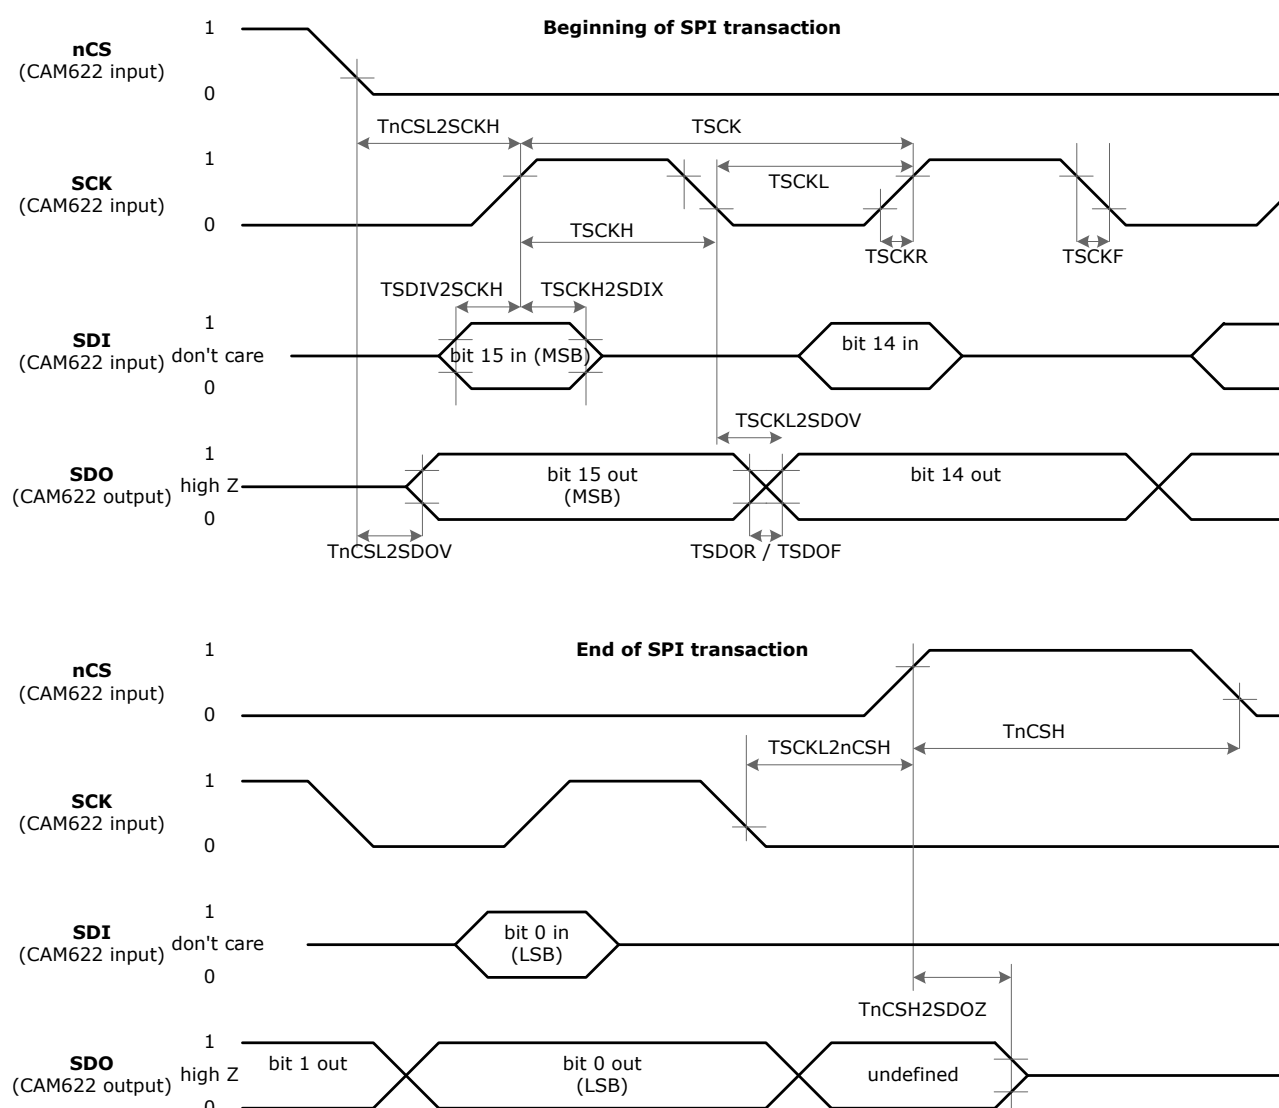 Beginning of SPI transaction
1
nCS
(CAM622 input)
0
TnCSL2SCKH
TSCK
1
SCK
(CAM622 input)
0
TSCKL
TSCKH
TSCKR
TSCKF
TSDIV2SCKH
TSCKH2SDIX
1
SDI
(CAM622 input)
don't care
0
bit 15 in (MSB)
bit 14 in
TSCKL2SDOV
1
SDO
(CAM622 output)
high Z
0
bit 15 out
(MSB)
bit 14 out
TnCSL2SDOV
TSDOR / TSDOF
End of SPI transaction
1
nCS
(CAM622 input)
0
TSCKL2nCSH
TnCSH
1
SCK
(CAM622 input)
0
1
SDI
(CAM622 input)
don't care
0
bit 0 in
(LSB)
TnCSH2SDOZ
1
SDO
(CAM622 output)
high Z
0
bit 1 out
bit 0 out
(LSB)
undefined